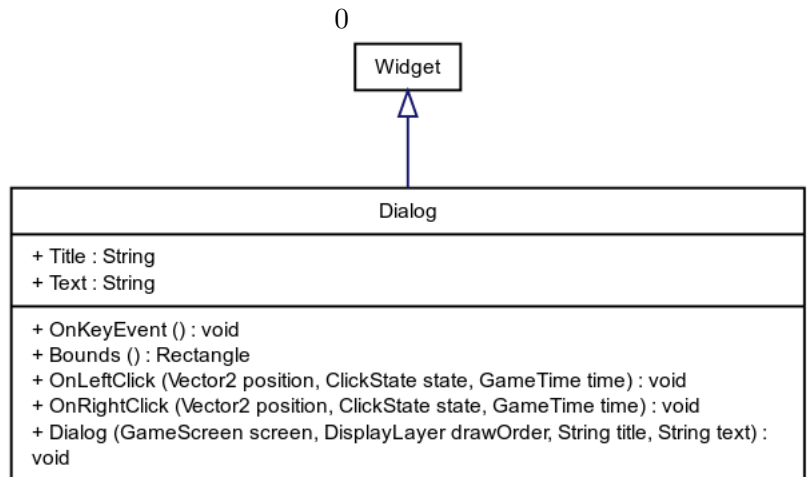 0
Widget
Dialog
+ Title : String
+ Text : String
+ OnKeyEvent () : void
+ Bounds () : Rectangle
+ OnLeftClick (Vector2 position, ClickState state, GameTime time) : void
+ OnRightClick (Vector2 position, ClickState state, GameTime time) : void
+ Dialog (GameScreen screen, DisplayLayer drawOrder, String title, String text) :
void